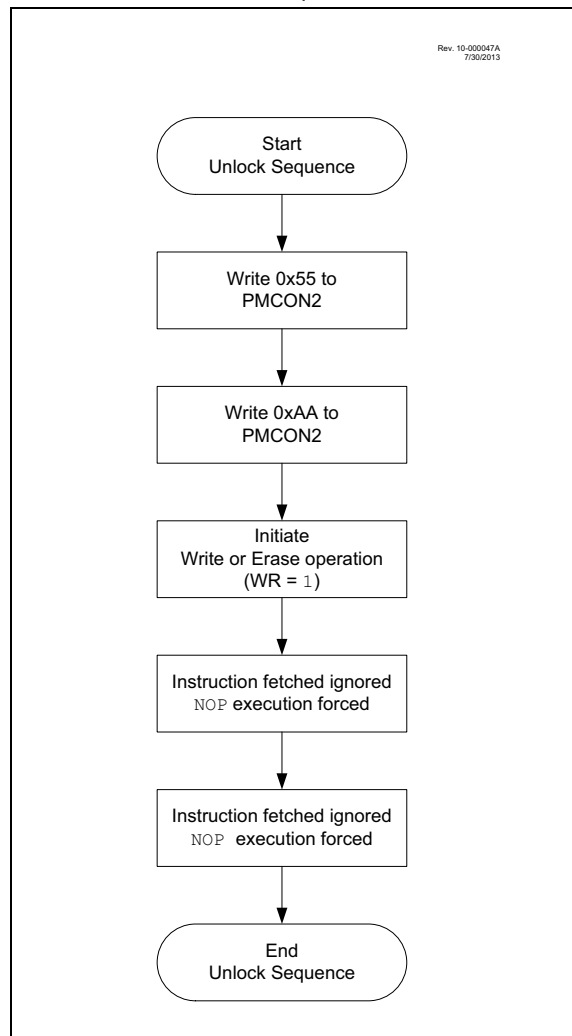 Rev. 10-000047A
7/30/2013
Start
Unlock Sequence
Write 0x55 to
PMCON2
Write 0xAA to
PMCON2
Initiate
Write or Erase operation
(WR = 1)
Instruction fetched ignored
NOP execution forced
Instruction fetched ignored
NOP execution forced
End
Unlock Sequence